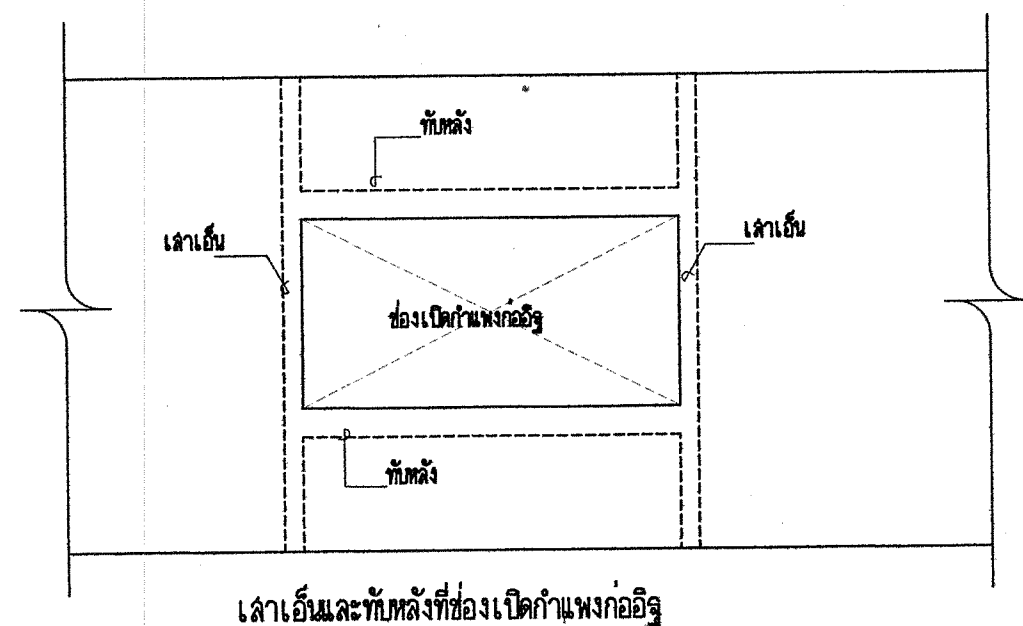 ทับหลัง
เสาเอ็น
เสาเอ็น
ช่องเปิดกำแพงก่ออิฐ
ทับหลัง
เสาเอ็นและทับหลังที่ช่องเปิดกำแพงก่ออิฐ